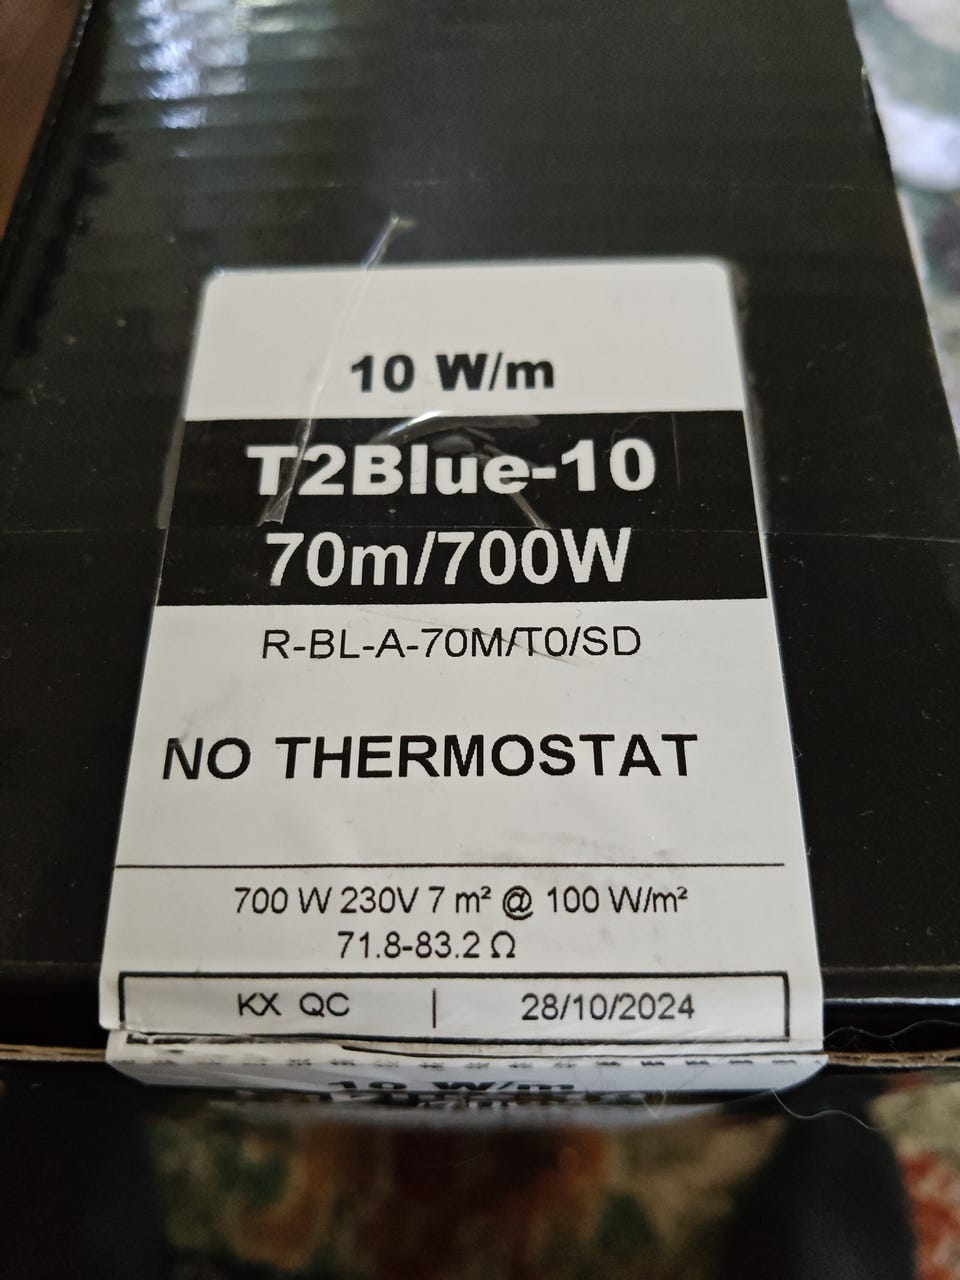 10 W/m
T2Blue-10
70m/700W
R-BL-A-70M/T0/SD
NO THERMOSTAT
700 W 230V 7 m² @ 100 W/m²
71.8-83.2 Ω
KX QC | 28/10/2024
10 W/m